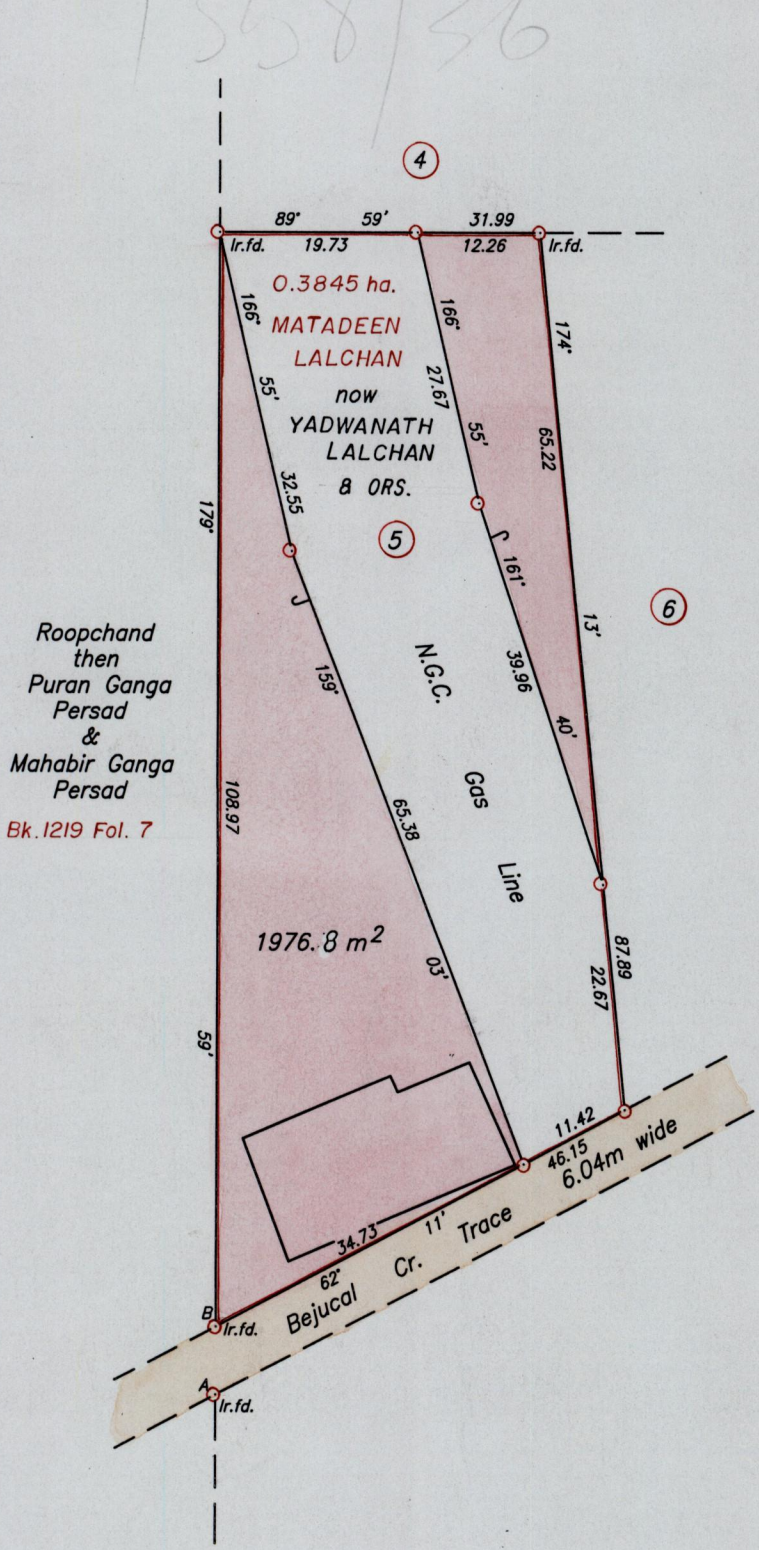 1358/36
4
89° 59' 31.99
Ir.fd. 19.73 12.26 Ir.fd.
0.3845 ha.
MATADEEN
LALCHAN
now
YADWANATH
LALCHAN
& ORS.
166°
55'
32.55
166°
27.67
55'
174°
65.22
13'
5
6
179°
108.97
59'
161°
39.96
40'
159°
65.38
03'
N.G.C.
Gas
Line
Roopchand
then
Puran Ganga
Persad
&
Mahabir Ganga
Persad
Bk.1219 Fol. 7
1976.8 m²
87.89
22.67
11.42
46.15
34.73
62° 11'
Bejucal Cr. Trace 6.04m wide
B
Ir.fd.
A
Ir.fd.